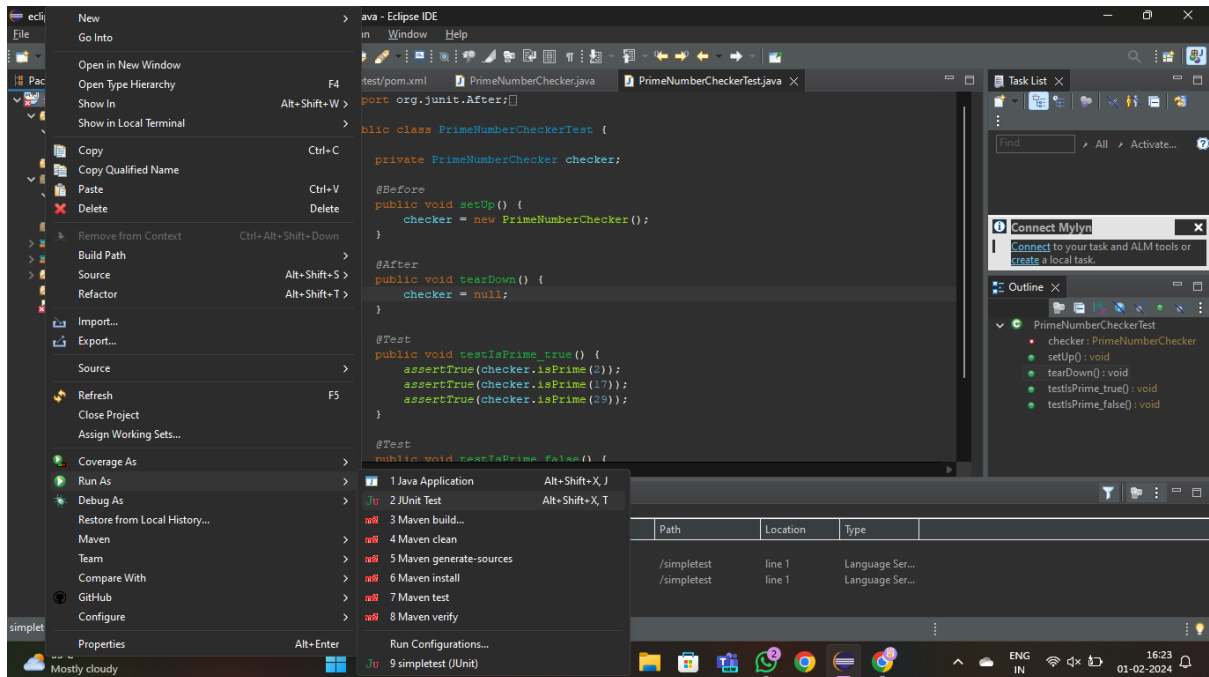 ecli
ava - Eclipse IDE
File
un Window Help
Pac
etest/pom.xml
PrimeNumberChecker.java
PrimeNumberCheckerTest.java
New
Go Into
Open in New Window
Open Type Hierarchy F4
Show In Alt+Shift+W >
Show in Local Terminal >
Copy Ctrl+C
Copy Qualified Name
Paste Ctrl+V
Delete Delete
Remove from Context Ctrl+Alt+Shift+Down
Build Path >
Source Alt+Shift+S >
Refactor Alt+Shift+T >
Import...
Export...
Source >
Refresh F5
Close Project
Assign Working Sets...
Coverage As >
Run As >
Debug As >
Restore from Local History...
Maven >
Team >
Compare With >
GitHub >
Configure >
Properties Alt+Enter
1 Java Application Alt+Shift+X, J
2 JUnit Test Alt+Shift+X, T
3 Maven build...
4 Maven clean
5 Maven generate-sources
6 Maven install
7 Maven test
8 Maven verify
Run Configurations...
9 simpletest (JUnit)
port org.junit.After;
blic class PrimeNumberCheckerTest {
private PrimeNumberChecker checker;
@Before
public void setUp() {
checker = new PrimeNumberChecker();
}
@After
public void tearDown() {
checker = null;
}
@Test
public void testIsPrime_true() {
assertTrue(checker.isPrime(2));
assertTrue(checker.isPrime(17));
assertTrue(checker.isPrime(29));
}
@Test
public void testIsPrime_false() {
Task List
Find
All
Activate...
Connect Mylyn
Connect to your task and ALM tools or
create a local task.
Outline
PrimeNumberCheckerTest
checker : PrimeNumberChecker
setUp() : void
tearDown() : void
testIsPrime_true() : void
testIsPrime_false() : void
Path Location Type
/simpletest line 1 Language Ser...
/simpletest line 1 Language Ser...
simplet
Mostly cloudy
2
ENG
IN
16:23
01-02-2024